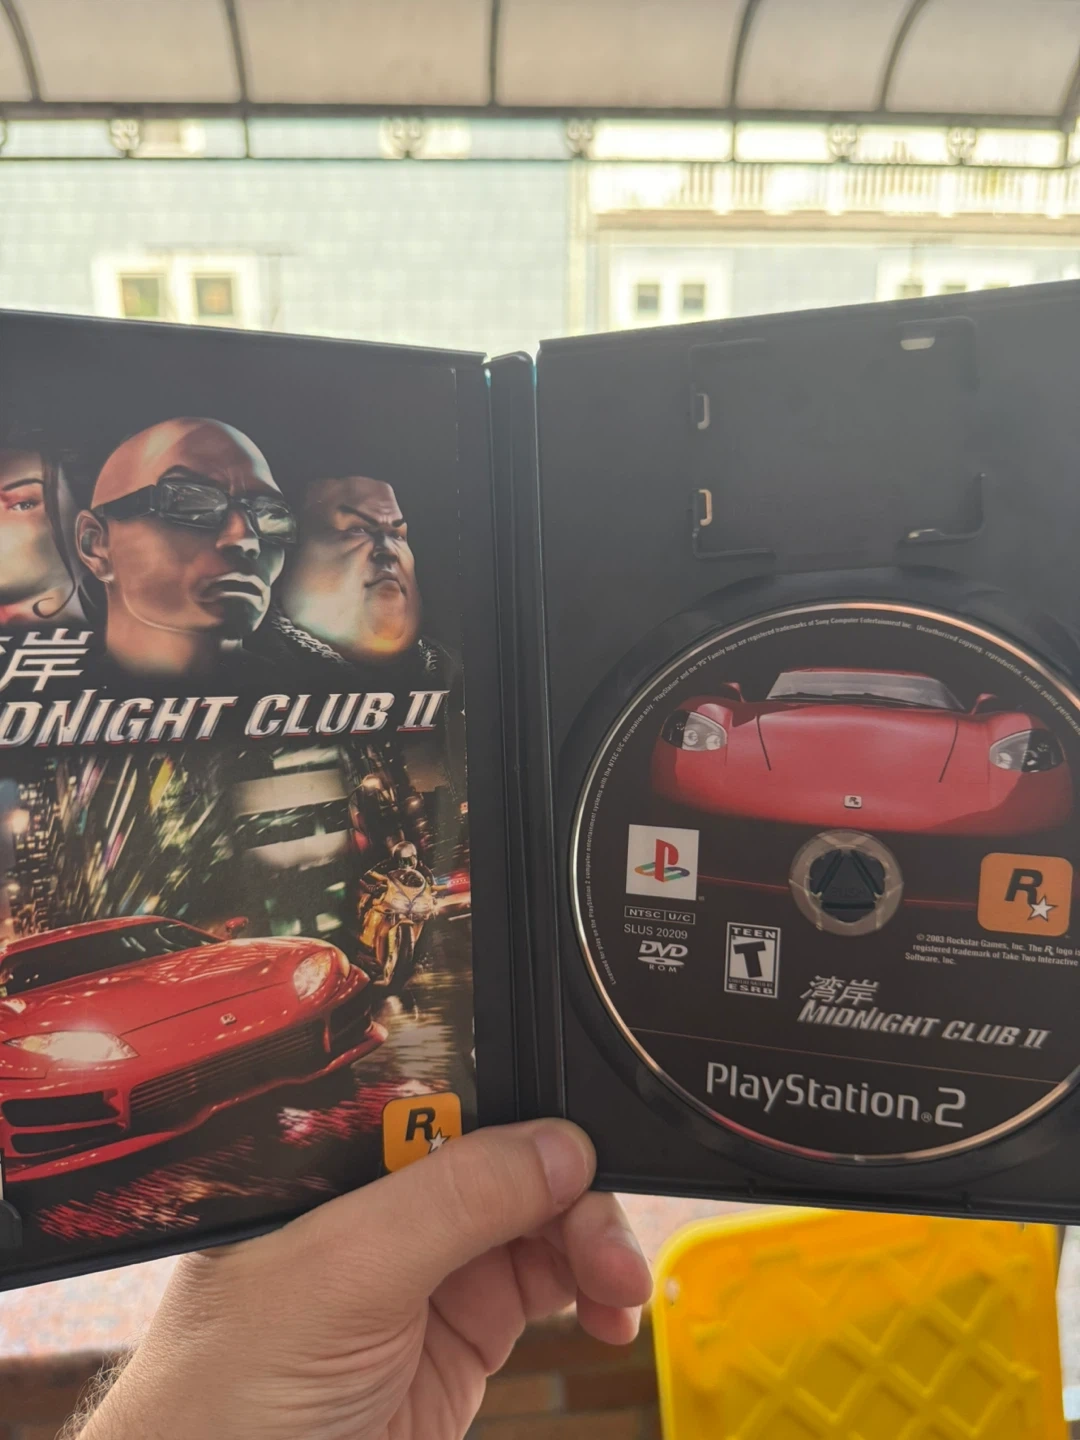 湾岸
DNIGHT CLUB II
R
NTSC U/C
SLUS 20209
DVD
ROM
TEEN
T
ESRB
R
© 2003 Rockstar Games, Inc. The R logo is
registered trademark of Take Two Interactive
Software, Inc.
湾岸
MIDNIGHT CLUB II
PlayStation®2